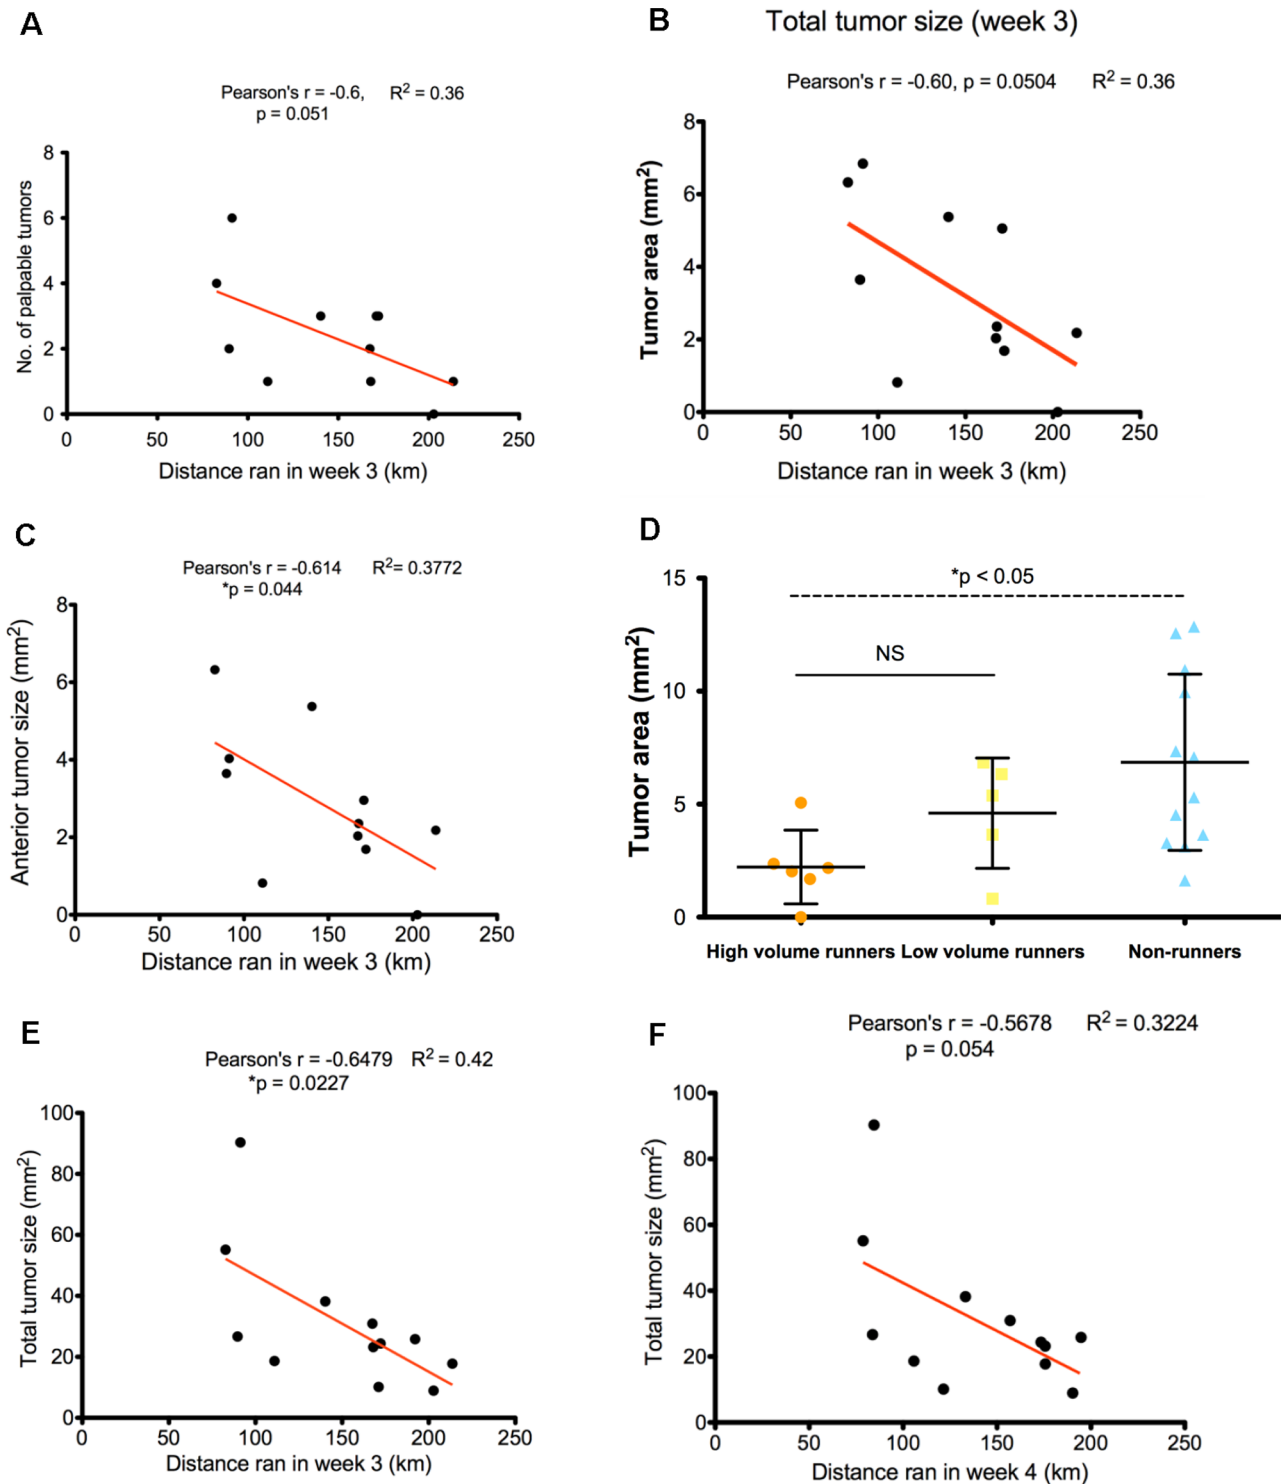 A
Pearson's r = -0.6, R² = 0.36
p = 0.051
No. of palpable tumors
8
6
4
2
0
0 50 100 150 200 250
Distance ran in week 3 (km)
B
Total tumor size (week 3)
Pearson's r = -0.60, p = 0.0504 R² = 0.36
Tumor area (mm²)
8
6
4
2
0
0 50 100 150 200 250
Distance ran in week 3 (km)
C
Pearson's r = -0.614 R²= 0.3772
*p = 0.044
Anterior tumor size (mm²)
8
6
4
2
0
0 50 100 150 200 250
Distance ran in week 3 (km)
D
*p < 0.05
NS
Tumor area (mm²)
15
10
5
0
High volume runners Low volume runners Non-runners
E
Pearson's r = -0.6479 R² = 0.42
*p = 0.0227
Total tumor size (mm²)
100
80
60
40
20
0
0 50 100 150 200 250
Distance ran in week 3 (km)
F
Pearson's r = -0.5678 R² = 0.3224
p = 0.054
Total tumor size (mm²)
100
80
60
40
20
0
0 50 100 150 200 250
Distance ran in week 4 (km)